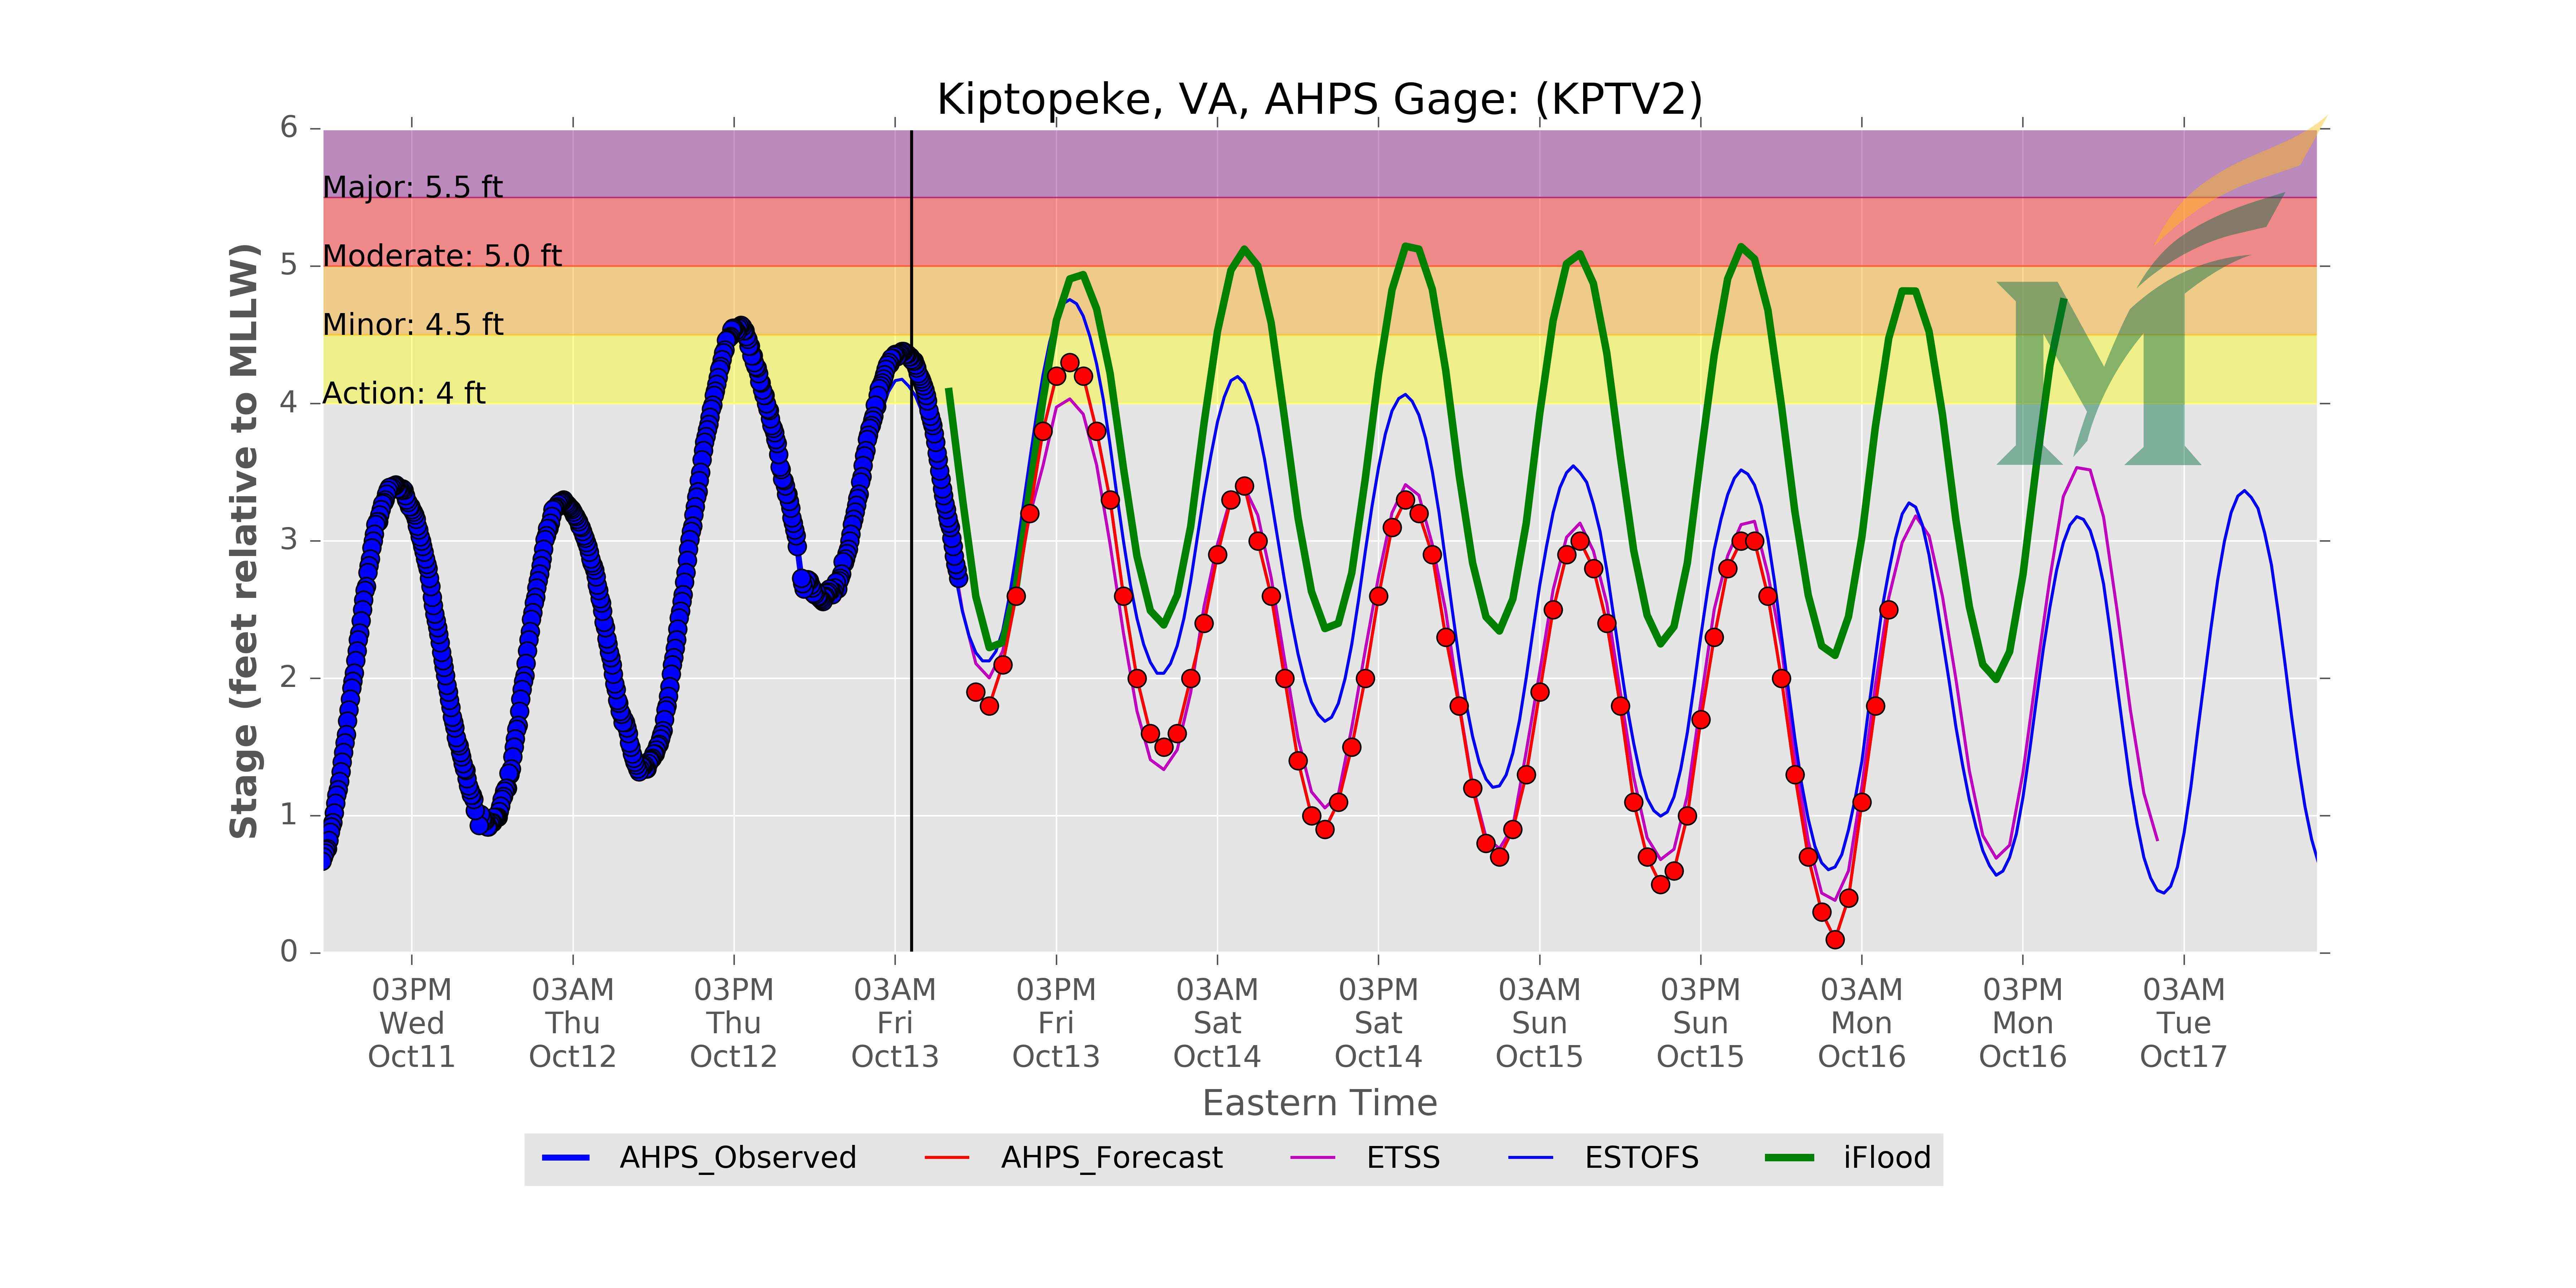 Kiptopeke, VA, AHPS Gage: (KPTV2)
Stage (feet relative to MLLW)
6
5
4
3
2
1
0
Major: 5.5 ft
Moderate: 5.0 ft
Minor: 4.5 ft
Action: 4 ft
M
03PM Wed Oct11
03AM Thu Oct12
03PM Thu Oct12
03AM Fri Oct13
03PM Fri Oct13
03AM Sat Oct14
03PM Sat Oct14
03AM Sun Oct15
03PM Sun Oct15
03AM Mon Oct16
03PM Mon Oct16
03AM Tue Oct17
Eastern Time
AHPS_Observed AHPS_Forecast ETSS ESTOFS iFlood